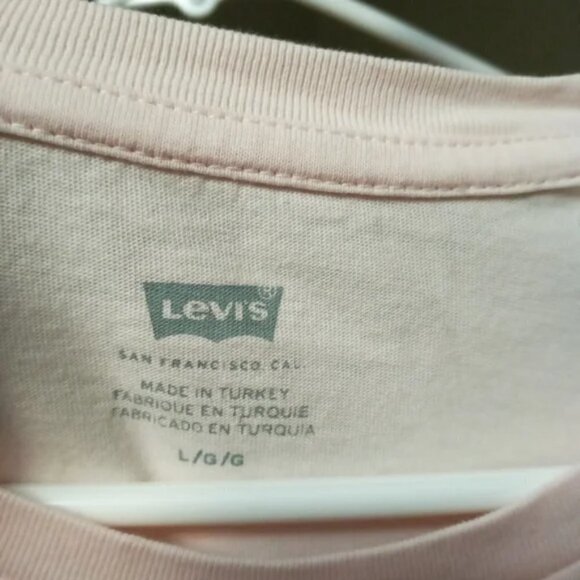 Levi's®
SAN FRANCISCO, CAL.
MADE IN TURKEY
FABRIQUE EN TURQUIE
FABRICADO EN TURQUIA
L/G/G